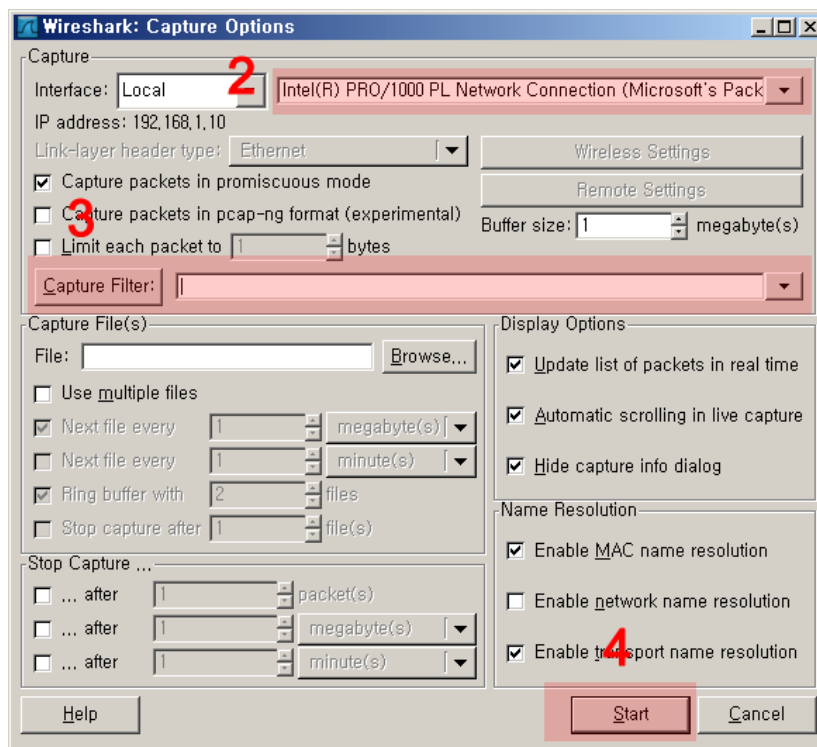 Wireshark: Capture Options
Capture
Interface: Local 2 Intel(R) PRO/1000 PL Network Connection (Microsoft's Pack
IP address: 192,168,1,10
Link-layer header type: Ethernet Wireless Settings
Capture packets in promiscuous mode
Remote Settings
3 Capture packets in pcap-ng format (experimental)
Buffer size: 1 megabyte(s)
Limit each packet to 1 bytes
Capture Filter:
Capture File(s) Display Options
File: Browse... Update list of packets in real time
Use multiple files
Next file every 1 megabyte(s) Automatic scrolling in live capture
Next file every 1 minute(s) Hide capture info dialog
Ring buffer with 2 files
Name Resolution
Stop capture after 1 file(s)
Enable MAC name resolution
Stop Capture ...
... after 1 packet(s) Enable network name resolution
... after 1 megabyte(s)
4 Enable transport name resolution
... after 1 minute(s)
Help Start Cancel